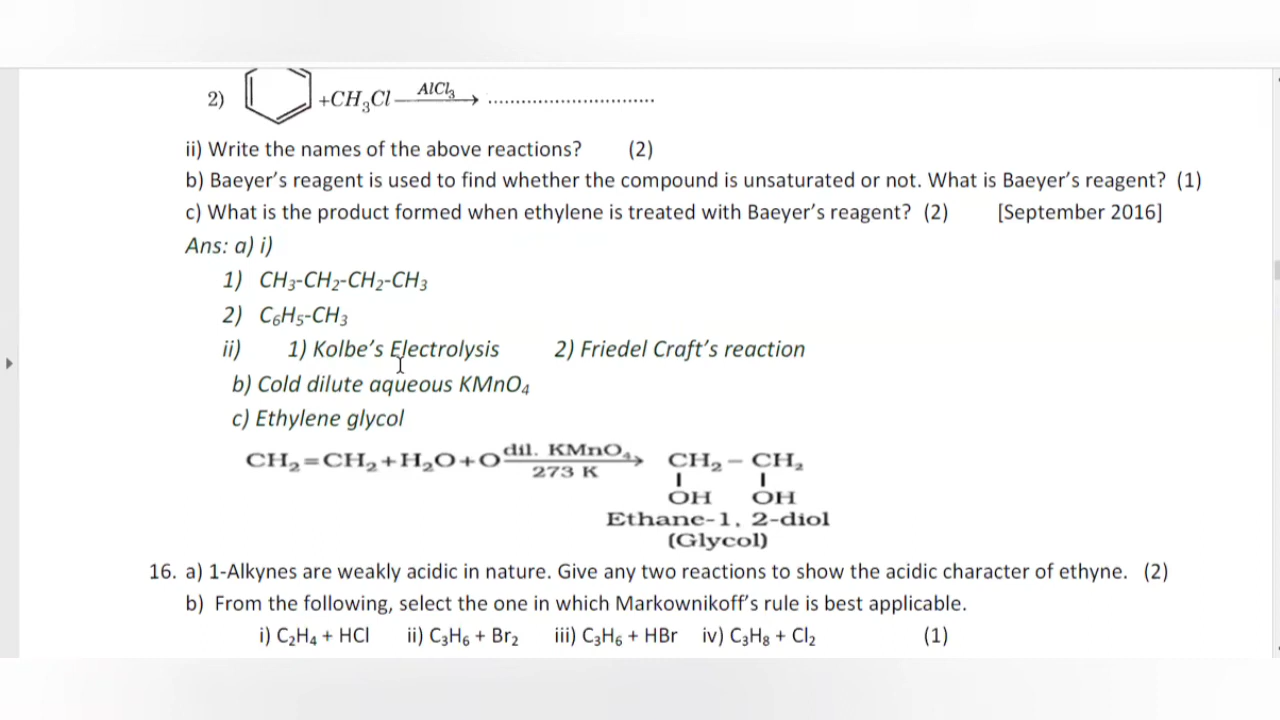 2) +CH₃Cl AlCl₃ → ................................
ii) Write the names of the above reactions? (2)
b) Baeyer’s reagent is used to find whether the compound is unsaturated or not. What is Baeyer’s reagent? (1)
c) What is the product formed when ethylene is treated with Baeyer’s reagent? (2) [September 2016]
Ans: a) i)
1) CH₃-CH₂-CH₂-CH₃
2) C₆H₅-CH₃
ii) 1) Kolbe’s Electrolysis 2) Friedel Craft’s reaction
b) Cold dilute aqueous KMnO₄
c) Ethylene glycol
CH₂=CH₂+H₂O+O dil. KMnO₄ → CH₂ – CH₂
273 K
OH OH
Ethane-1, 2-diol
(Glycol)
16. a) 1-Alkynes are weakly acidic in nature. Give any two reactions to show the acidic character of ethyne. (2)
b) From the following, select the one in which Markownikoff’s rule is best applicable.
i) C₂H₄ + HCl ii) C₃H₆ + Br₂ iii) C₃H₆ + HBr iv) C₃H₈ + Cl₂ (1)